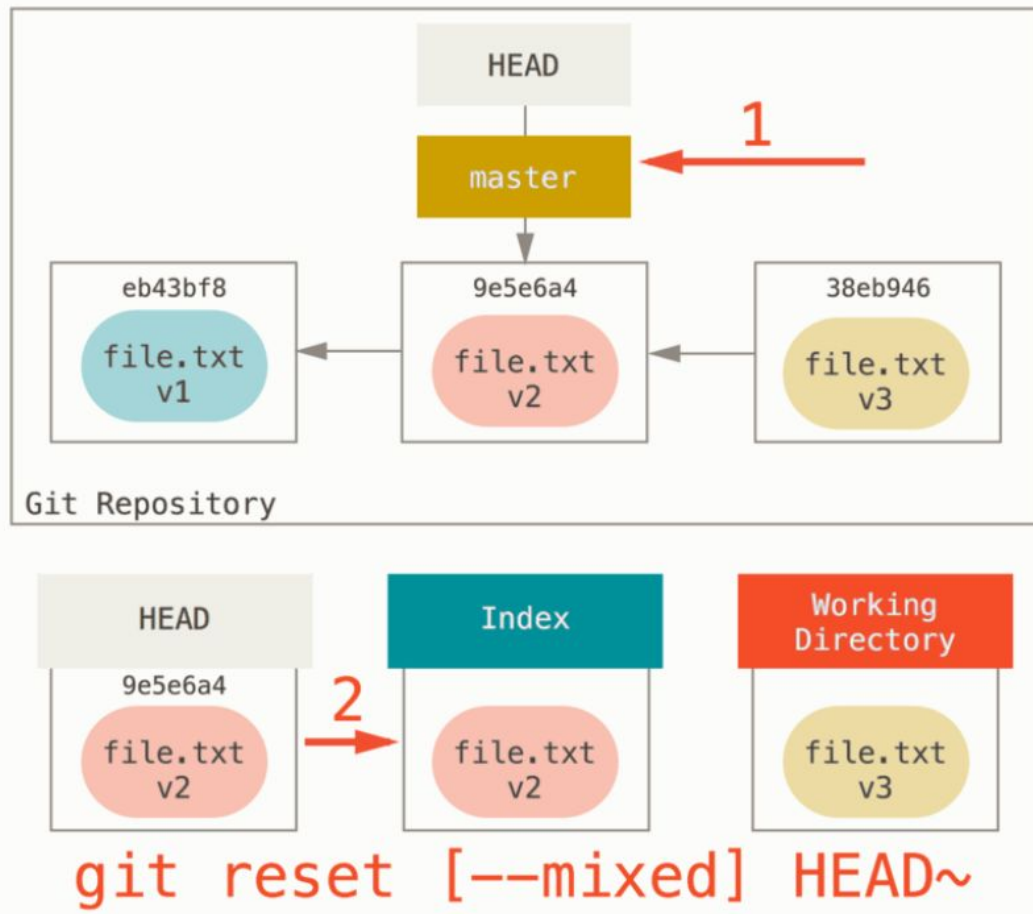 HEAD
1
master
eb43bf8
9e5e6a4
38eb946
file.txt
v1
file.txt
v2
file.txt
v3
Git Repository
HEAD
Index
Working
Directory
9e5e6a4
2
file.txt
v2
file.txt
v2
file.txt
v3
git reset [--mixed] HEAD~